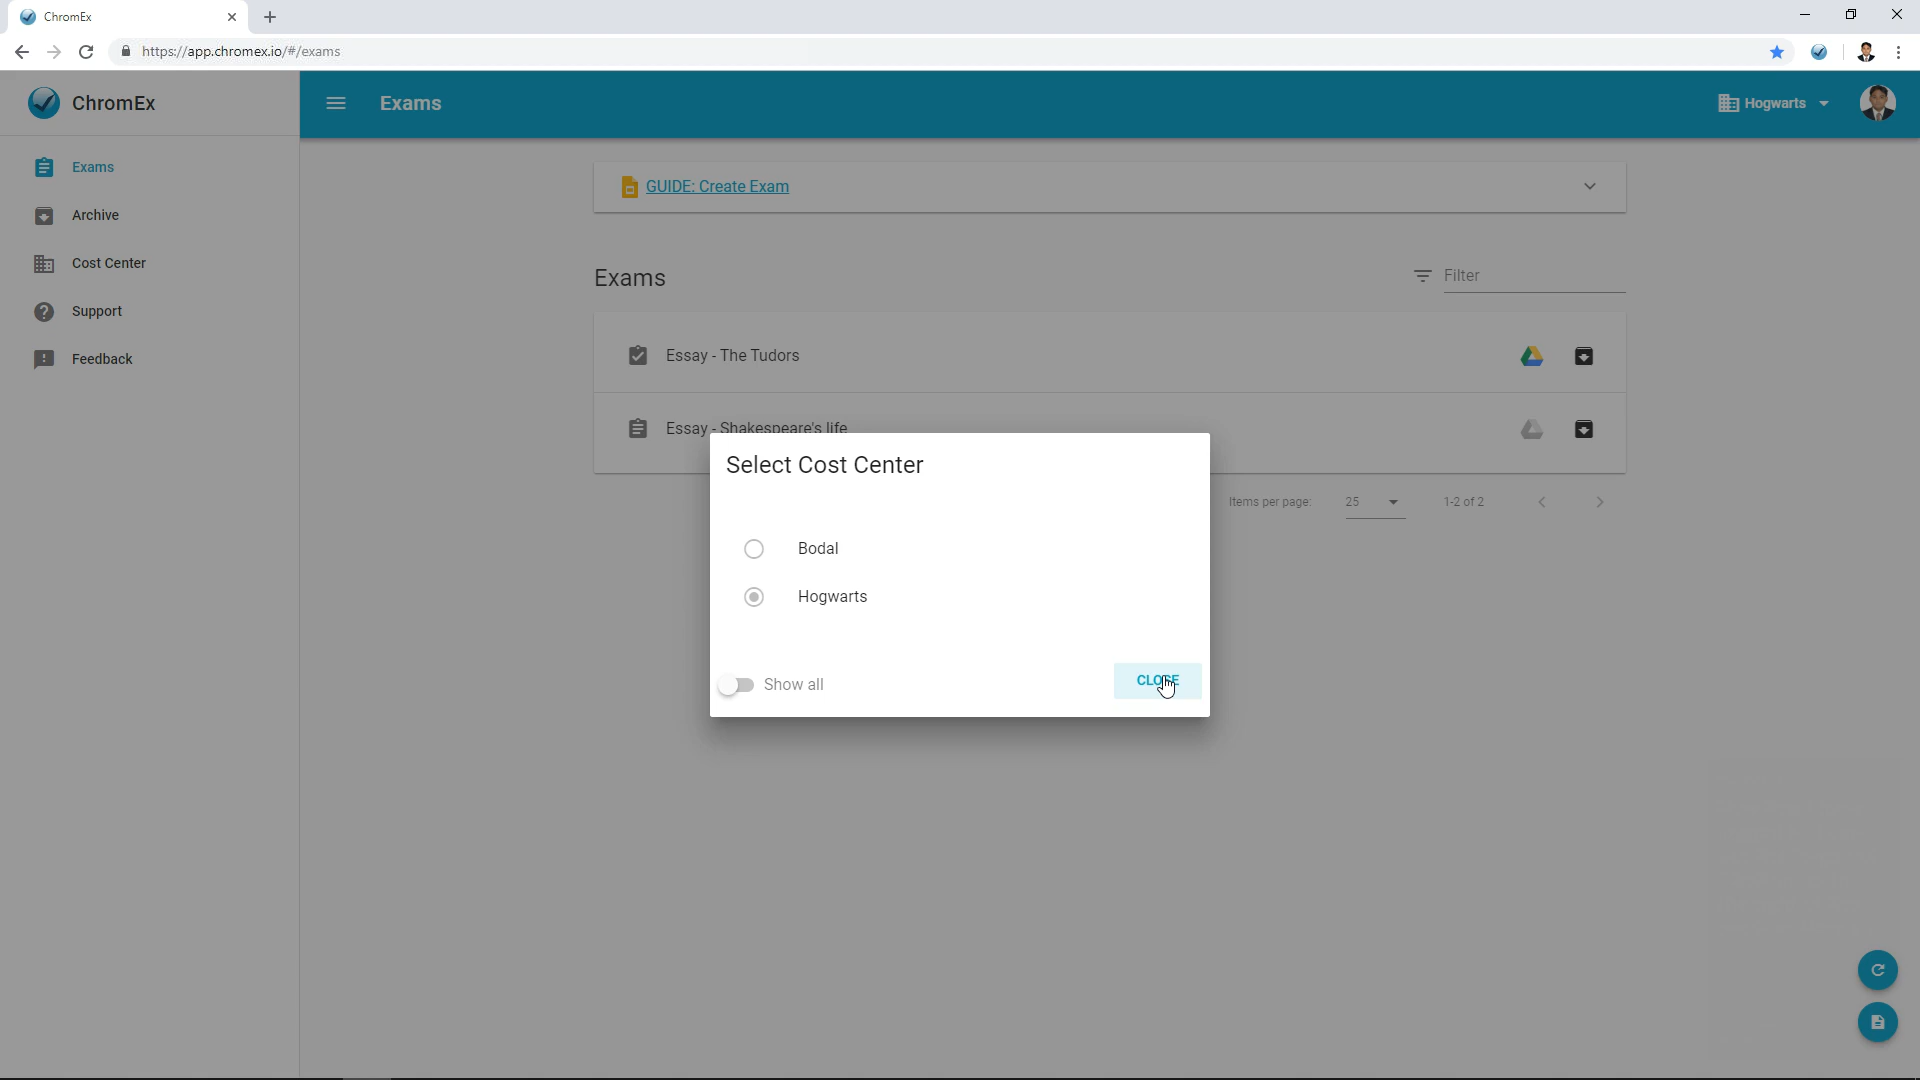 ChromEx
https://app.chromex.io/#/exams
ChromEx
Exams
Hogwarts
Exams
Archive
Cost Center
Support
Feedback
GUIDE: Create Exam
Exams
Filter
Essay - The Tudors
Essay - Shakespeare's life
Select Cost Center
Items per page:
25
1-2 of 2
Bodal
Hogwarts
Show all
CLOSE